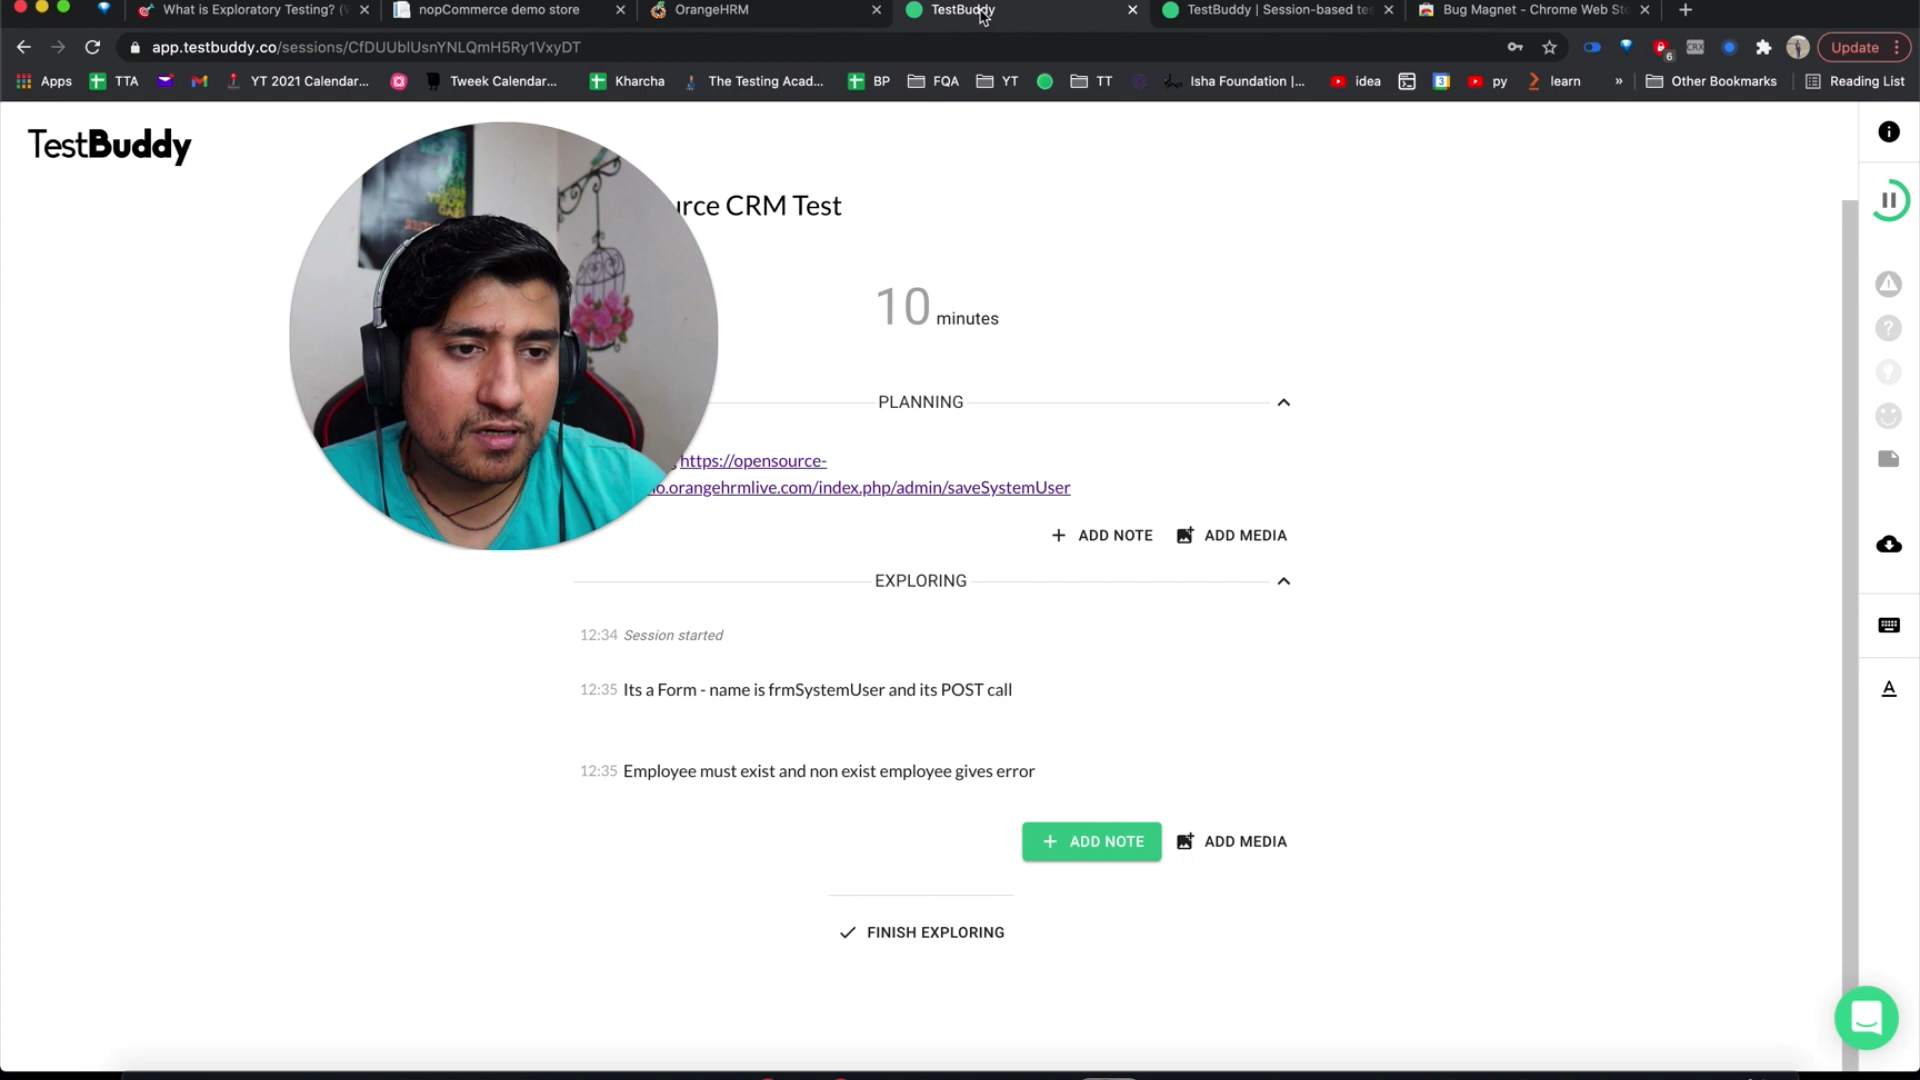 What is Exploratory Testing? (
nopCommerce demo store
OrangeHRM
TestBuddy
TestBuddy | Session-based te
Bug Magnet - Chrome Web Sto
app.testbuddy.co/sessions/CfDUUblUsnYNLQmH5Ry1VxyDT
6
CRX
Update
Apps
TTA
YT 2021 Calendar...
Tweek Calendar...
Kharcha
The Testing Acad...
BP
FQA
YT
TT
Isha Foundation |...
idea
3
py
learn
»
Other Bookmarks
Reading List
TestBuddy
rce CRM Test
10 minutes
PLANNING
https://opensource-
o.orangehrmlive.com/index.php/admin/saveSystemUser
+ ADD NOTE ADD MEDIA
EXPLORING
12:34 Session started
12:35 Its a Form - name is frmSystemUser and its POST call
12:35 Employee must exist and non exist employee gives error
+ ADD NOTE ADD MEDIA
FINISH EXPLORING
A